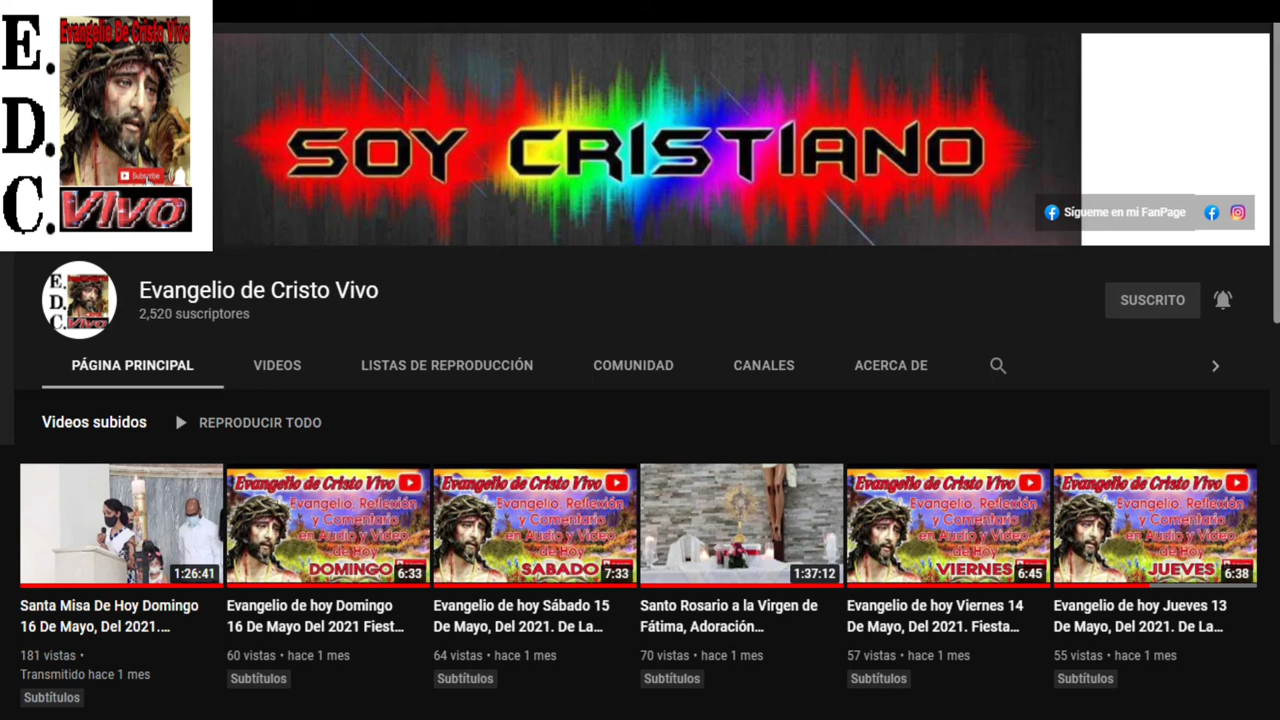 E.
D.
C.
Evangelio De Cristo Vivo
Subscribe
Vivo
SOY CRISTIANO
Sígueme en mi FanPage
E.
D.
C.
Vivo
Evangelio de Cristo Vivo
2,520 suscriptores
SUSCRITO
PÁGINA PRINCIPAL VIDEOS LISTAS DE REPRODUCCIÓN COMUNIDAD CANALES ACERCA DE
Videos subidos REPRODUCIR TODO
1:26:41
Santa Misa De Hoy Domingo
16 De Mayo, Del 2021....
181 vistas •
Transmitido hace 1 mes
Subtítulos
Evangelio de Cristo Vivo
Evangelio, Reflexión
y Comentario
en Audio y Video
de Hoy
DOMINGO 6:33
Evangelio de hoy Domingo
16 De Mayo Del 2021 Fiest...
60 vistas • hace 1 mes
Subtítulos
Evangelio de Cristo Vivo
Evangelio, Reflexión
y Comentario
en Audio y Video
de Hoy
SABADO 7:33
Evangelio de hoy Sábado 15
De Mayo, Del 2021. De La...
64 vistas • hace 1 mes
Subtítulos
1:37:12
Santo Rosario a la Virgen de
Fátima, Adoración...
70 vistas • hace 1 mes
Subtítulos
Evangelio de Cristo Vivo
Evangelio, Reflexión
y Comentario
en Audio y Video
de Hoy
VIERNES 6:45
Evangelio de hoy Viernes 14
De Mayo, Del 2021. Fiesta...
57 vistas • hace 1 mes
Subtítulos
Evangelio de Cristo Vivo
Evangelio, Reflexión
y Comentario
en Audio y Video
de Hoy
JUEVES 6:38
Evangelio de hoy Jueves 13
De Mayo, Del 2021. De La...
55 vistas • hace 1 mes
Subtítulos